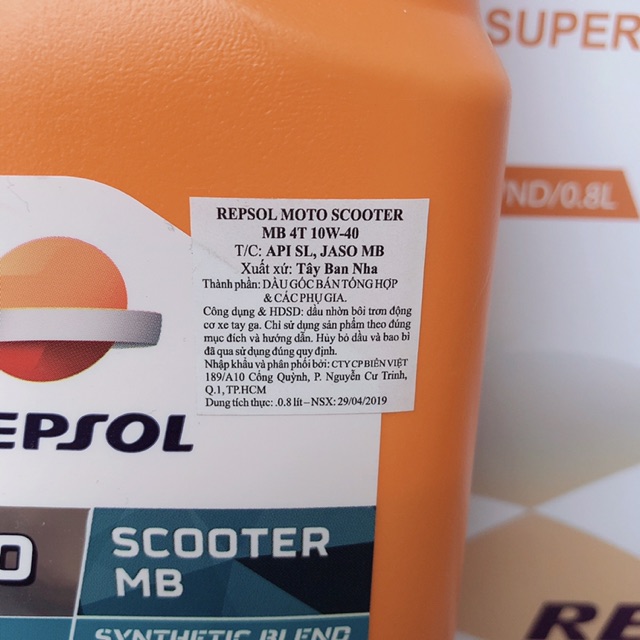 SUPER
VND/0.8L
REPSOL MOTO SCOOTER
MB 4T 10W-40
T/C: API SL, JASO MB
Xuất xứ: Tây Ban Nha
Thành phần: DẦU GỐC BÁN TỔNG HỢP
& CÁC PHỤ GIA.
Công dụng & HDSD: dầu nhờn bôi trơn động
cơ xe tay ga. Chỉ sử dụng sản phẩm theo đúng
mục đích và hướng dẫn. Hủy bỏ dầu và bao bì
đã qua sử dụng đúng quy định.
Nhập khẩu và phân phối bởi: CTY CP BIÊN VIỆT
189/A10 Cống Quỳnh, P. Nguyễn Cư Trinh,
Q.1, TP.HCM
Dung tích thực: .0.8 lít – NSX: 29/04/2019
EPSOL
SCOOTER
MB
SYNTHETIC BLEND
RE